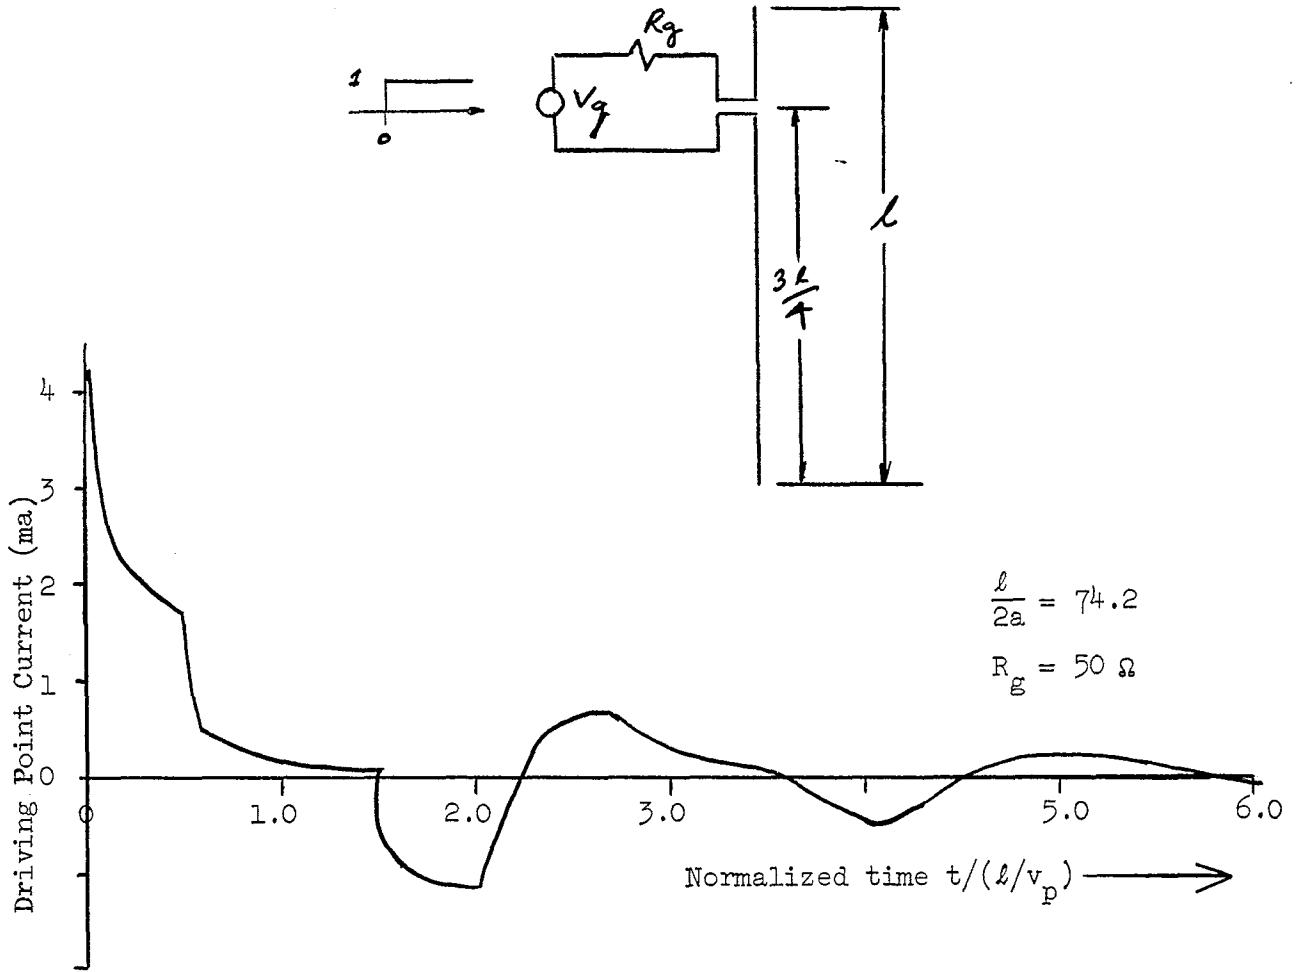 Rg
1
Vg
0
l
3l/4
4
3
2
1
0
Driving Point Current (ma)
l/2a = 74.2
Rg = 50 Ω
0 1.0 2.0 3.0 5.0 6.0
Normalized time t/(l/vp)